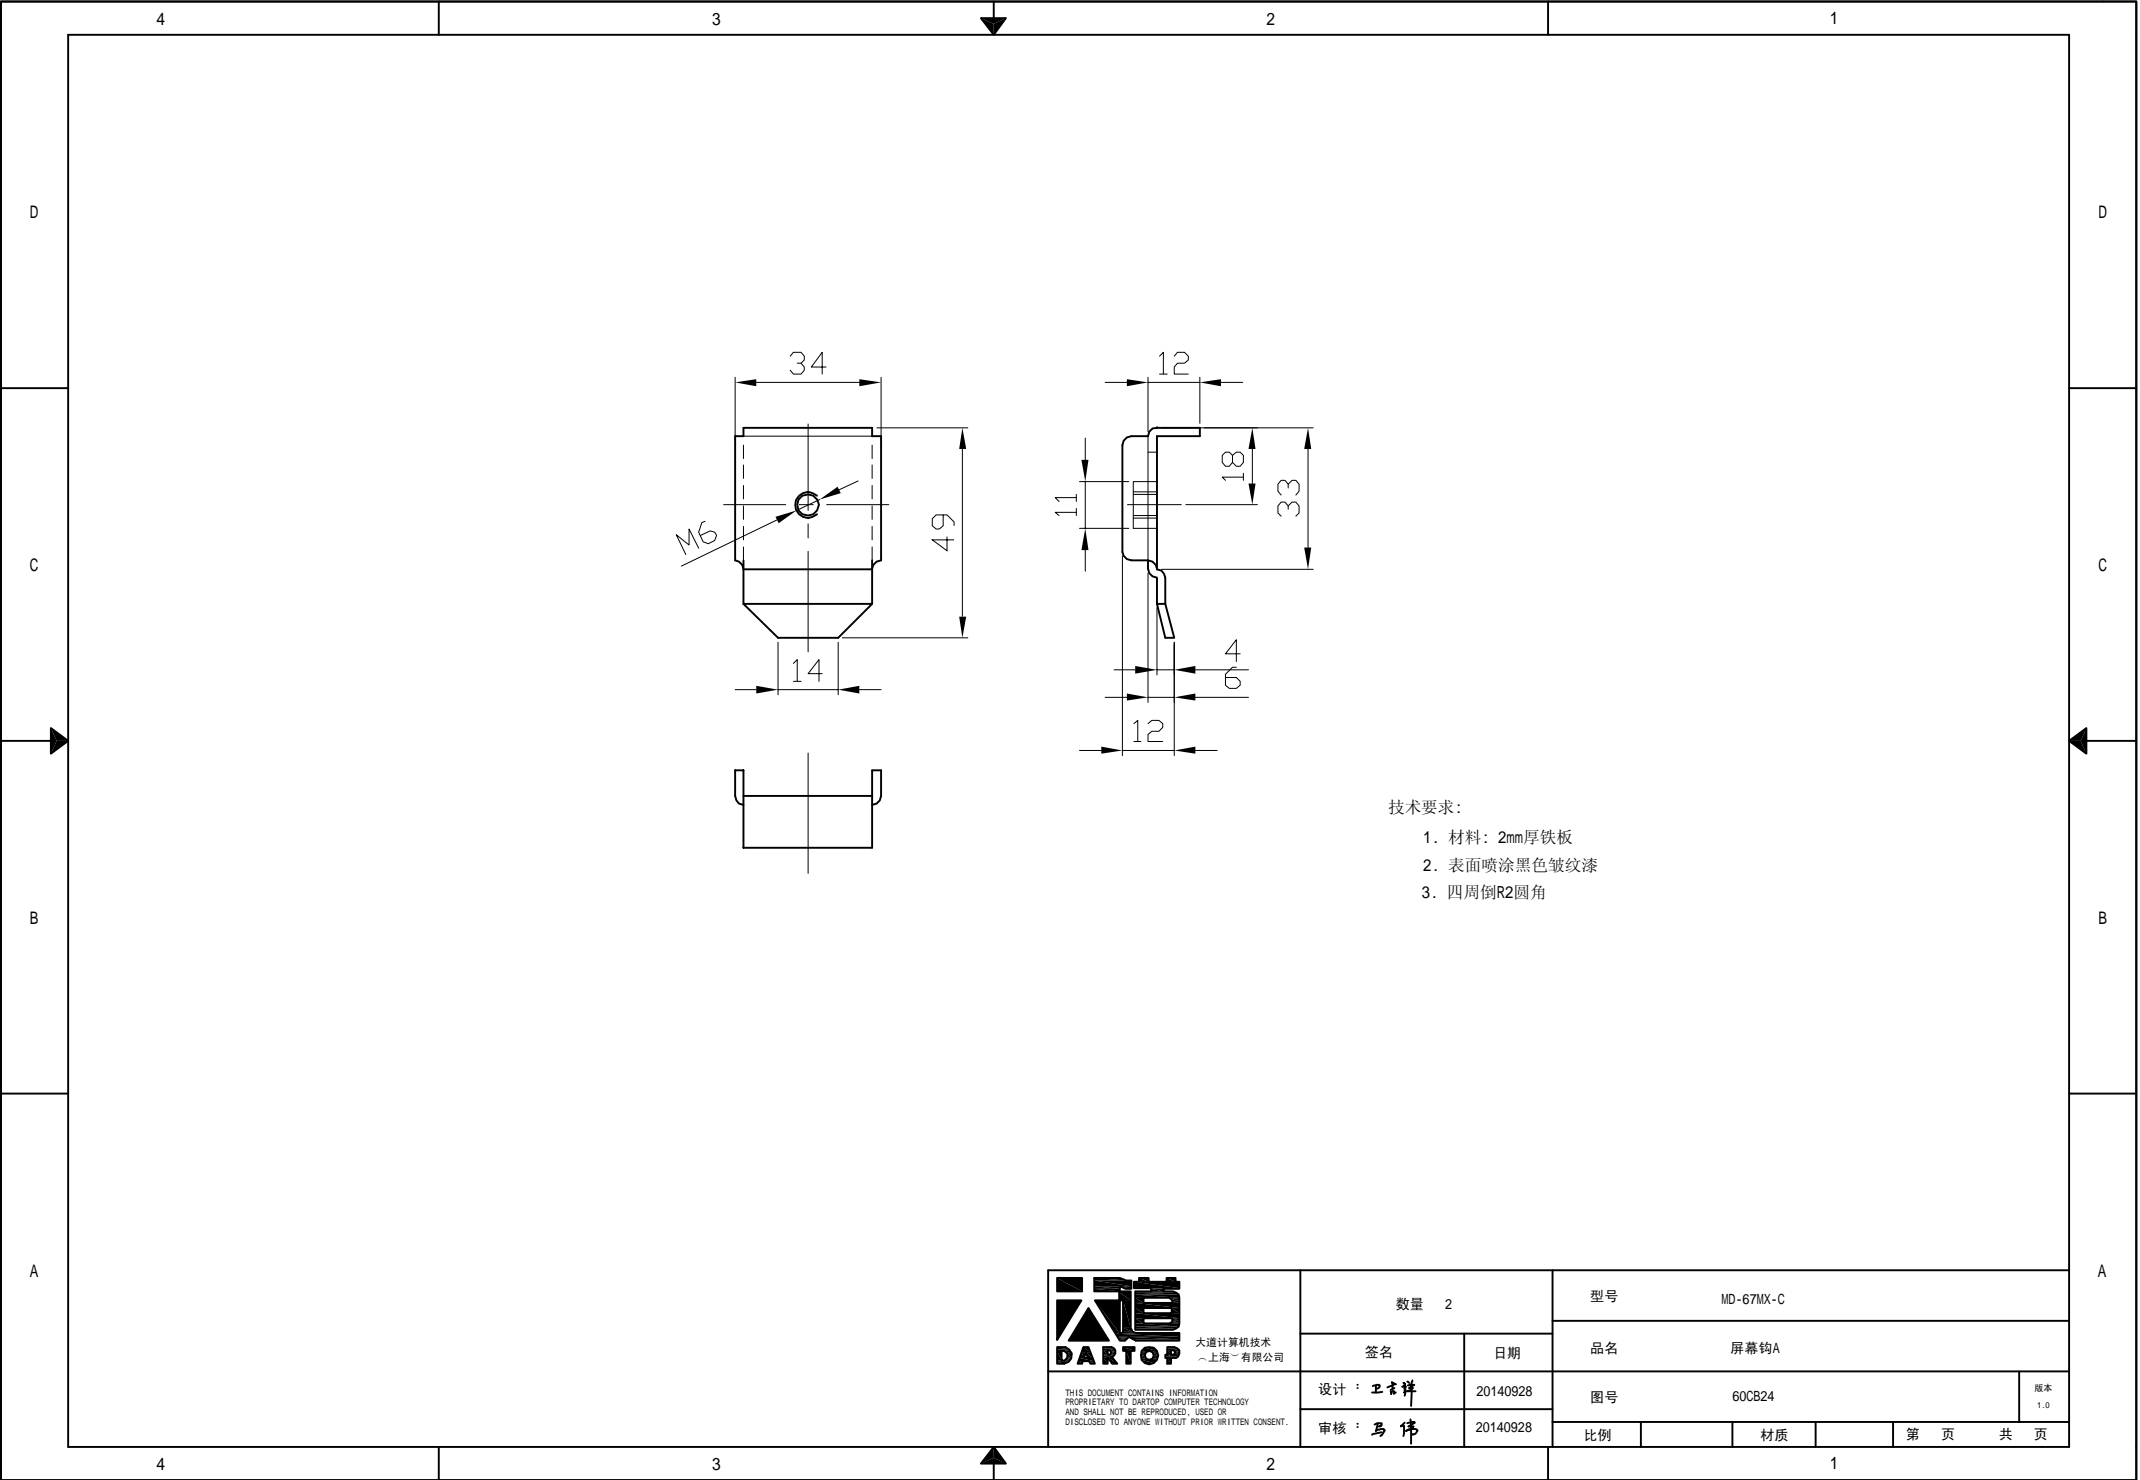 4 3 2 1
D D
34 12
18
11 33
M6 49
C C
4
6
14
12
技术要求:
1. 材料: 2mm厚铁板
2. 表面喷涂黑色皱纹漆
3. 四周倒R2圆角
B B
A A
大道
DARTOP
大道计算机技术
（上海）有限公司
THIS DOCUMENT CONTAINS INFORMATION
PROPRIETARY TO DARTOP COMPUTER TECHNOLOGY
AND SHALL NOT BE REPRODUCED, USED OR
DISCLOSED TO ANYONE WITHOUT PRIOR WRITTEN CONSENT.
数量 2
签名 日期
设计 : 卫吉祥 20140928
审核 : 马伟 20140928
型号 MD-67MX-C
品名 屏幕钩A
图号 60CB24
版本
1.0
比例 材质 第 页 共 页
4 3 2 1